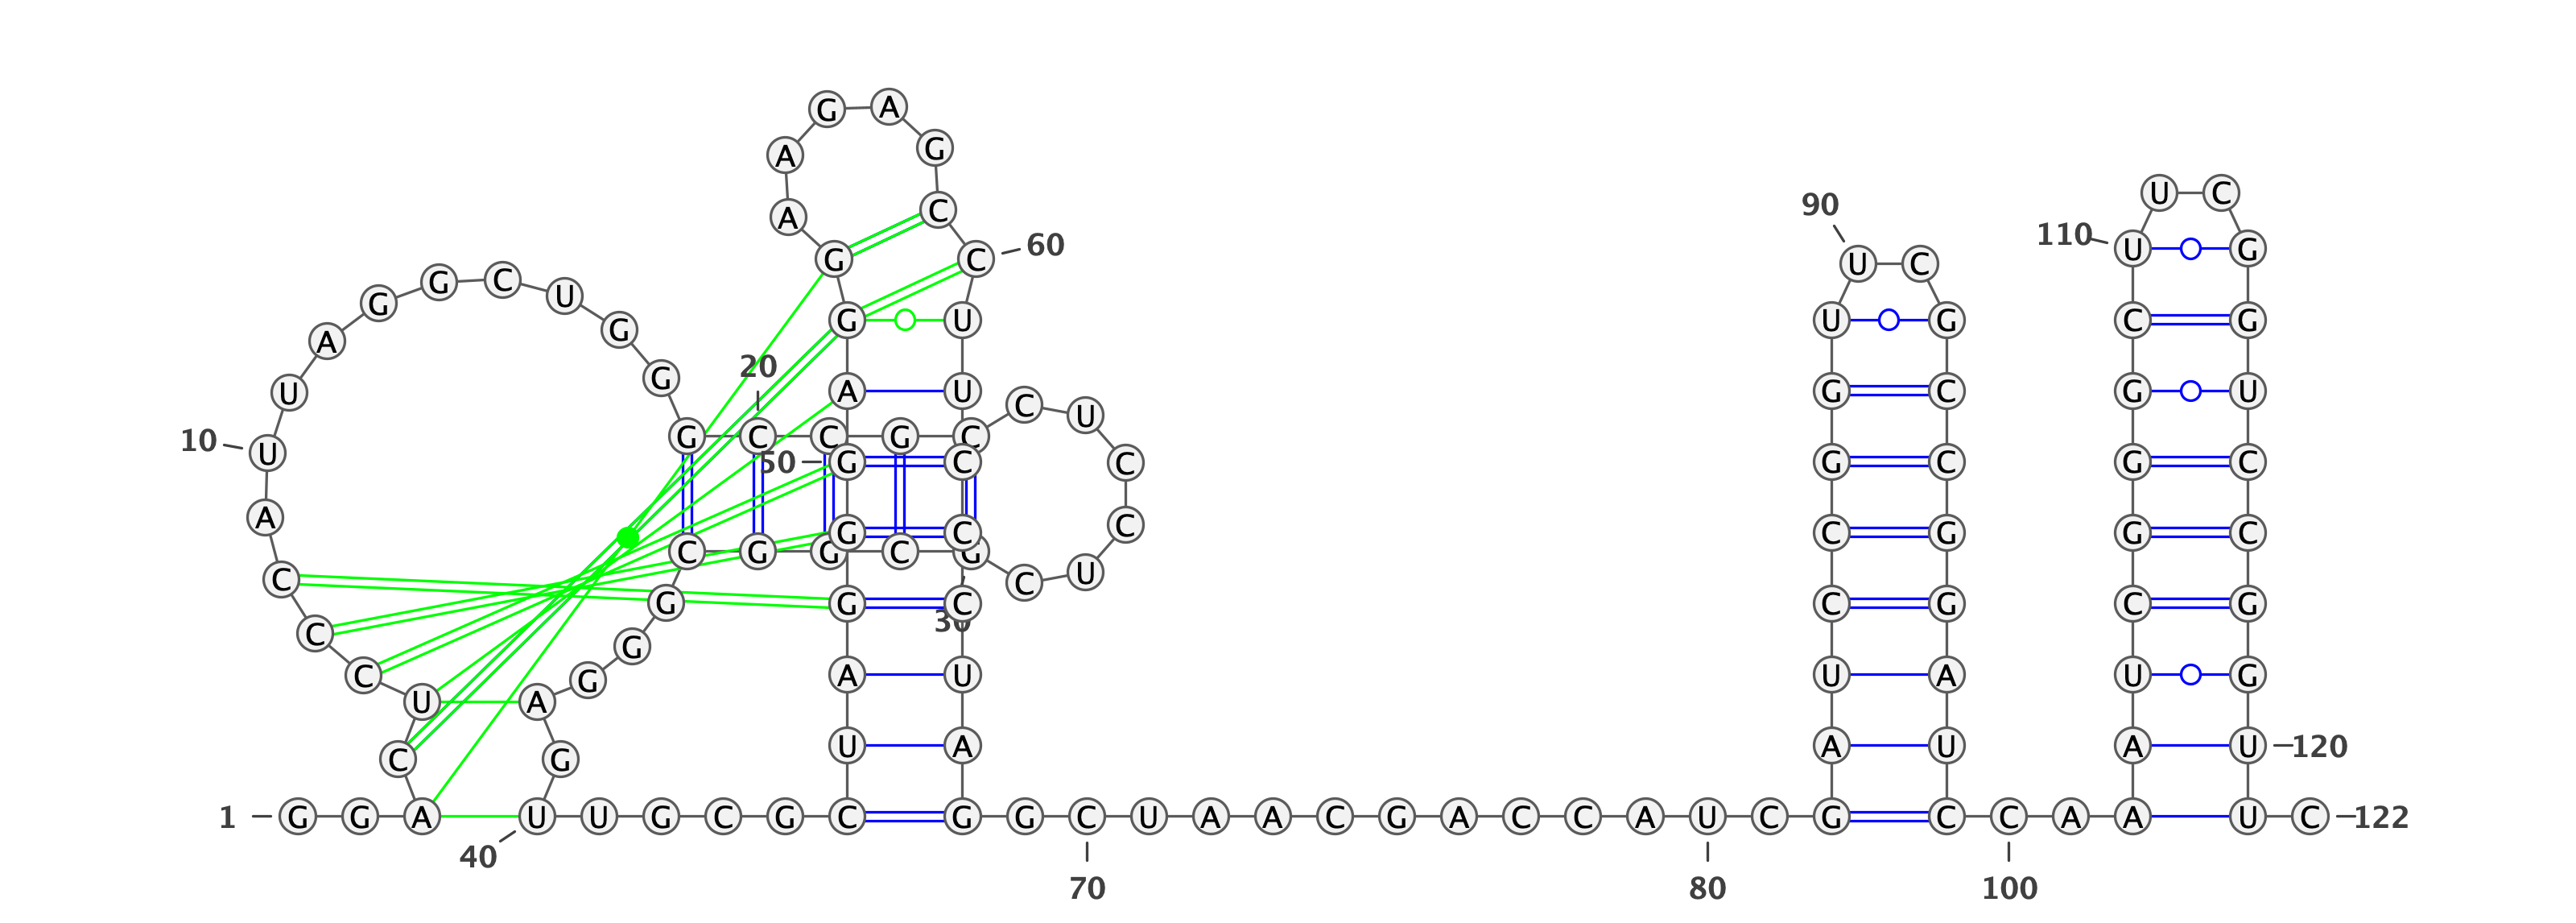 G A
A G
U C
90
A C
110 U G
60
G C U C
G G C U
G
G U U G C G
A
20
G
U A U G C G U
C U
G C C G C
10 U
50 G C C G C G C
A
G C C G G C
C
C G G C G
C U C
G G C C G C G
30
C
G
C A U U A U G
U A G
C G U A A U A U 120
1 G G A U U G C G C G G C U A A C G A C C A U C G C C A A U C 122
40
70 80 100